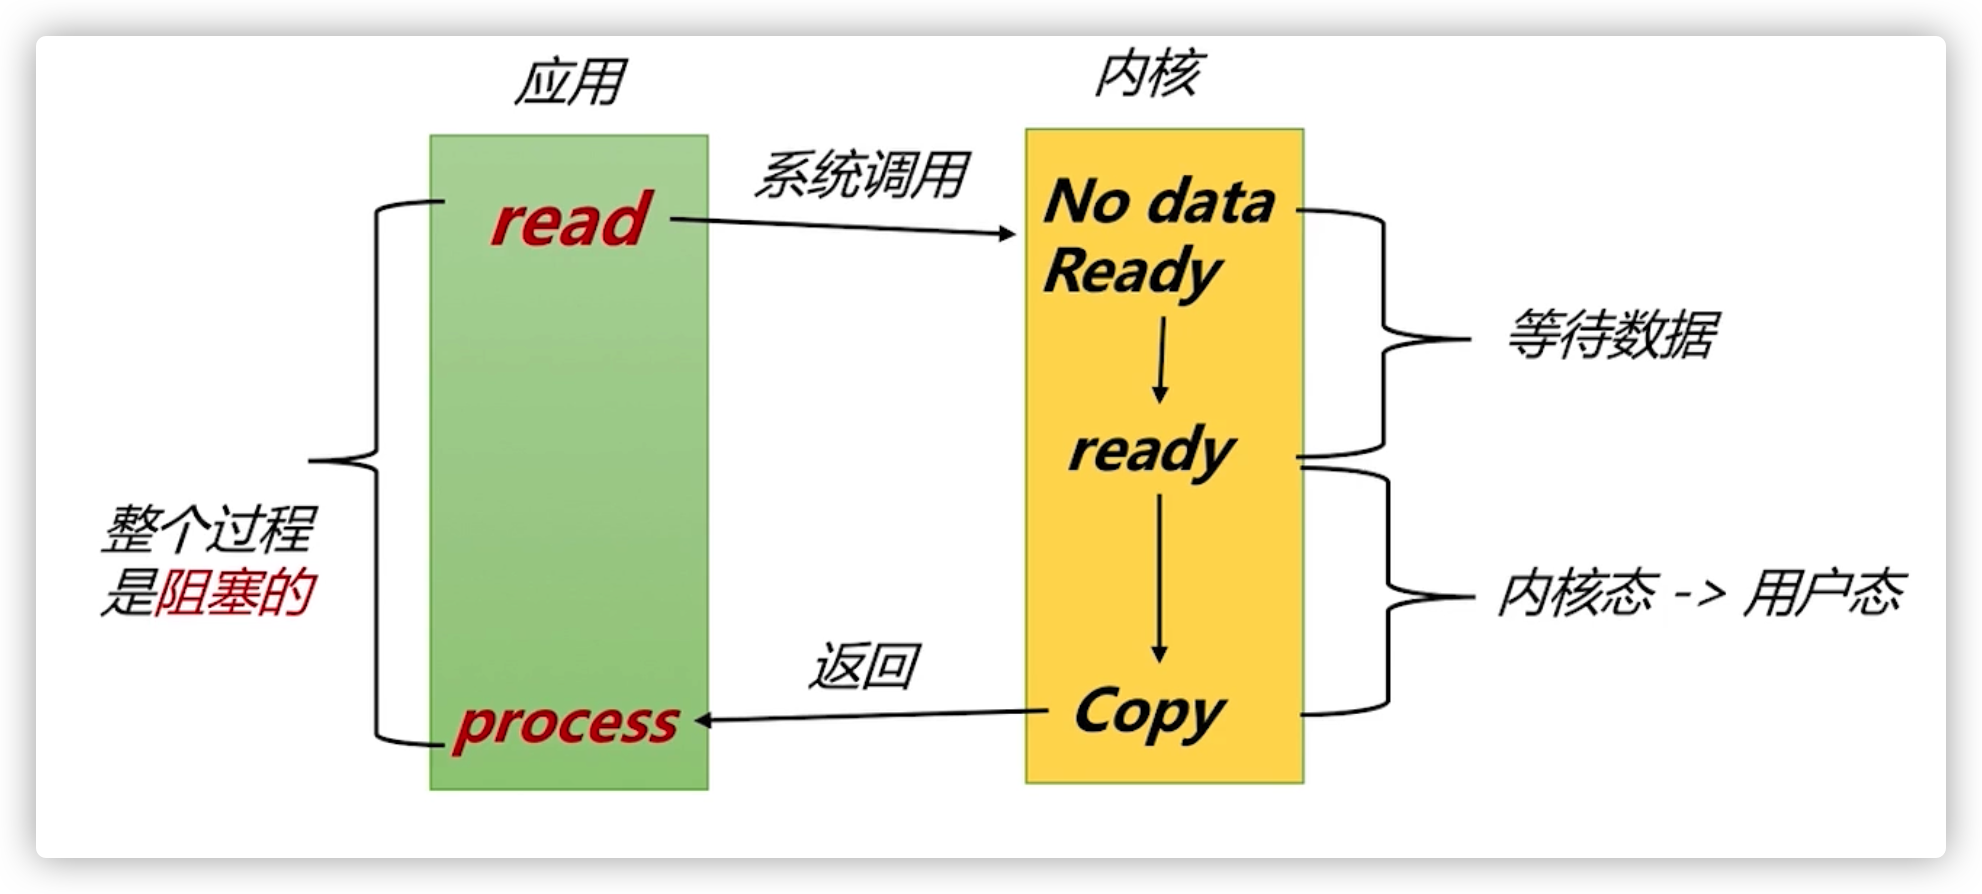 应用
内核
系统调用
read
No data
Ready
等待数据
ready
整个过程
是阻塞的
内核态 -> 用户态
返回
process
Copy